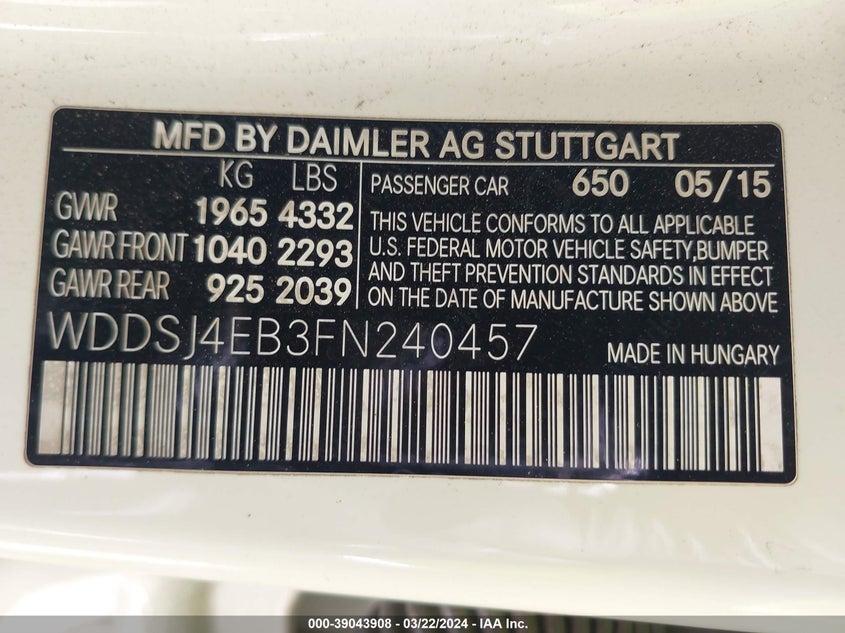 MFD BY DAIMLER AG STUTTGART
KG LBS
GVWR 1965 4332
GAWR FRONT 1040 2293
GAWR REAR 925 2039
PASSENGER CAR 650 05/15
THIS VEHICLE CONFORMS TO ALL APPLICABLE
U.S. FEDERAL MOTOR VEHICLE SAFETY,BUMPER
AND THEFT PREVENTION STANDARDS IN EFFECT
ON THE DATE OF MANUFACTURE SHOWN ABOVE
WDDSJ4EB3FN240457
MADE IN HUNGARY
000-39043908 - 03/22/2024 - IAA, Inc.